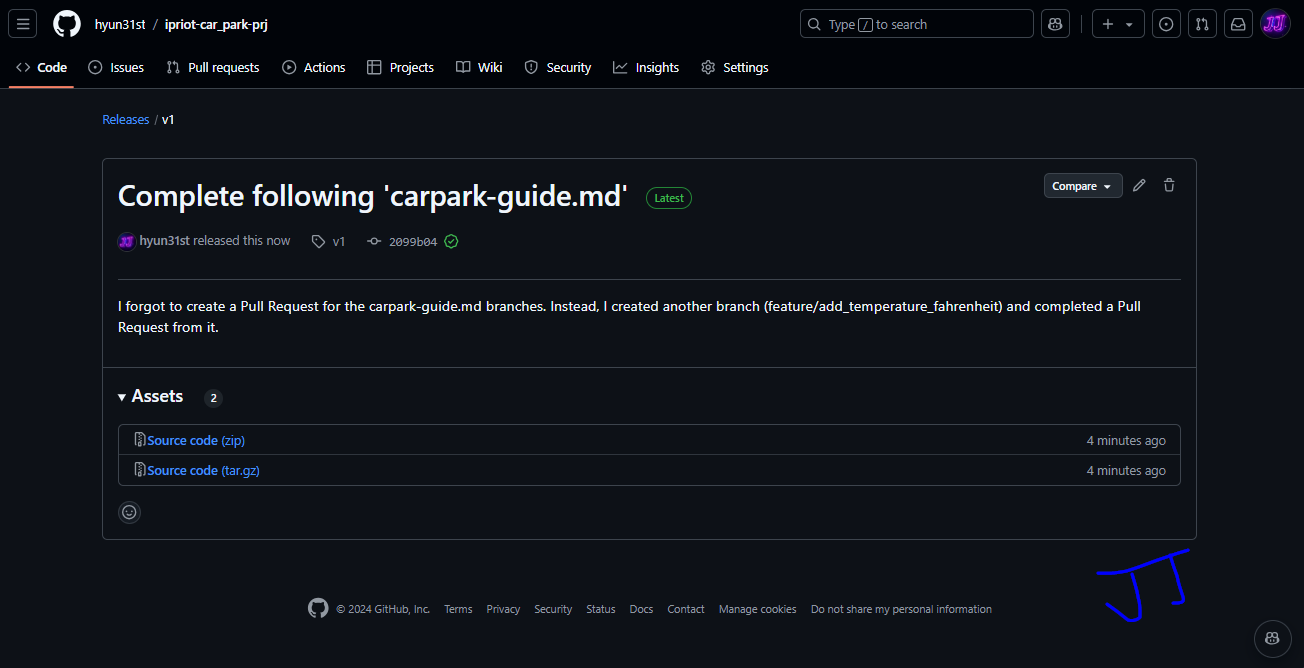 hyun31st / ipriot-car_park-prj
Type / to search
Code Issues Pull requests Actions Projects Wiki Security Insights Settings
Releases / v1
Complete following 'carpark-guide.md' Latest
Compare
JJ hyun31st released this now v1 2099b04
I forgot to create a Pull Request for the carpark-guide.md branches. Instead, I created another branch (feature/add_temperature_fahrenheit) and completed a Pull
Request from it.
Assets 2
Source code (zip) 4 minutes ago
Source code (tar.gz) 4 minutes ago
JJ
© 2024 GitHub, Inc. Terms Privacy Security Status Docs Contact Manage cookies Do not share my personal information